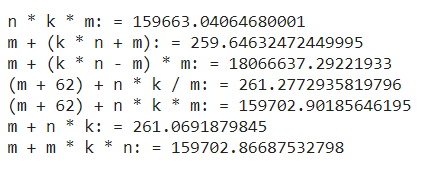 n * k * m: = 159663.04064680001
m + (k * n + m): = 259.64632472449995
m + (k * n - m) * m: = 18066637.29221933
(m + 62) + n * k / m: = 261.2772935819796
(m + 62) + n * k * m: = 159702.90185646195
m + n * k: = 261.0691879845
m + m * k * n: = 159702.86687532798